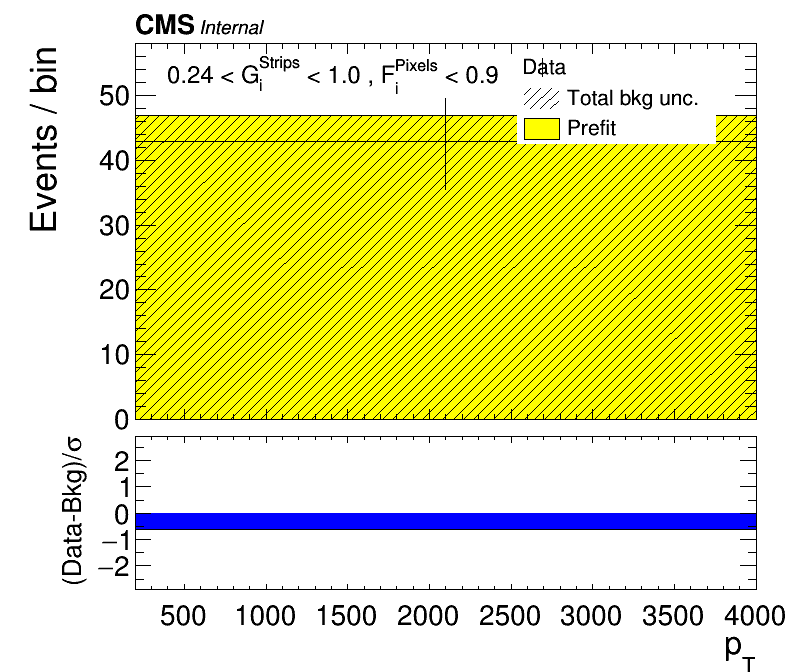 CMS Internal
0.24 < G_i^Strips < 1.0 , F_i^Pixels < 0.9
Data
Total bkg unc.
Prefit
Events / bin
50
40
30
20
10
0
(Data-Bkg)/σ
2
1
0
−1
−2
500 1000 1500 2000 2500 3000 3500 4000
p_T